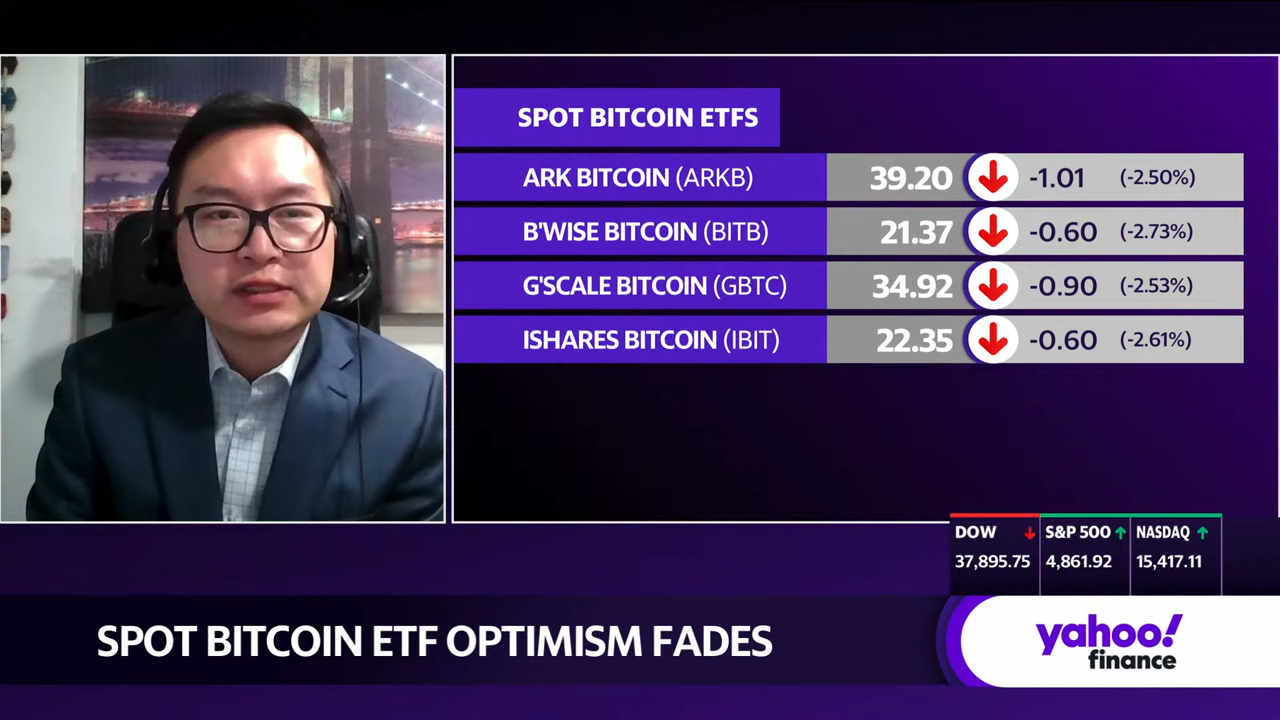 SPOT BITCOIN ETFS
ARK BITCOIN (ARKB) 39.20 -1.01 (-2.50%)
B'WISE BITCOIN (BITB) 21.37 -0.60 (-2.73%)
G'SCALE BITCOIN (GBTC) 34.92 -0.90 (-2.53%)
ISHARES BITCOIN (IBIT) 22.35 -0.60 (-2.61%)
DOW S&P 500 NASDAQ
37,895.75 4,861.92 15,417.11
SPOT BITCOIN ETF OPTIMISM FADES
yahoo!
finance